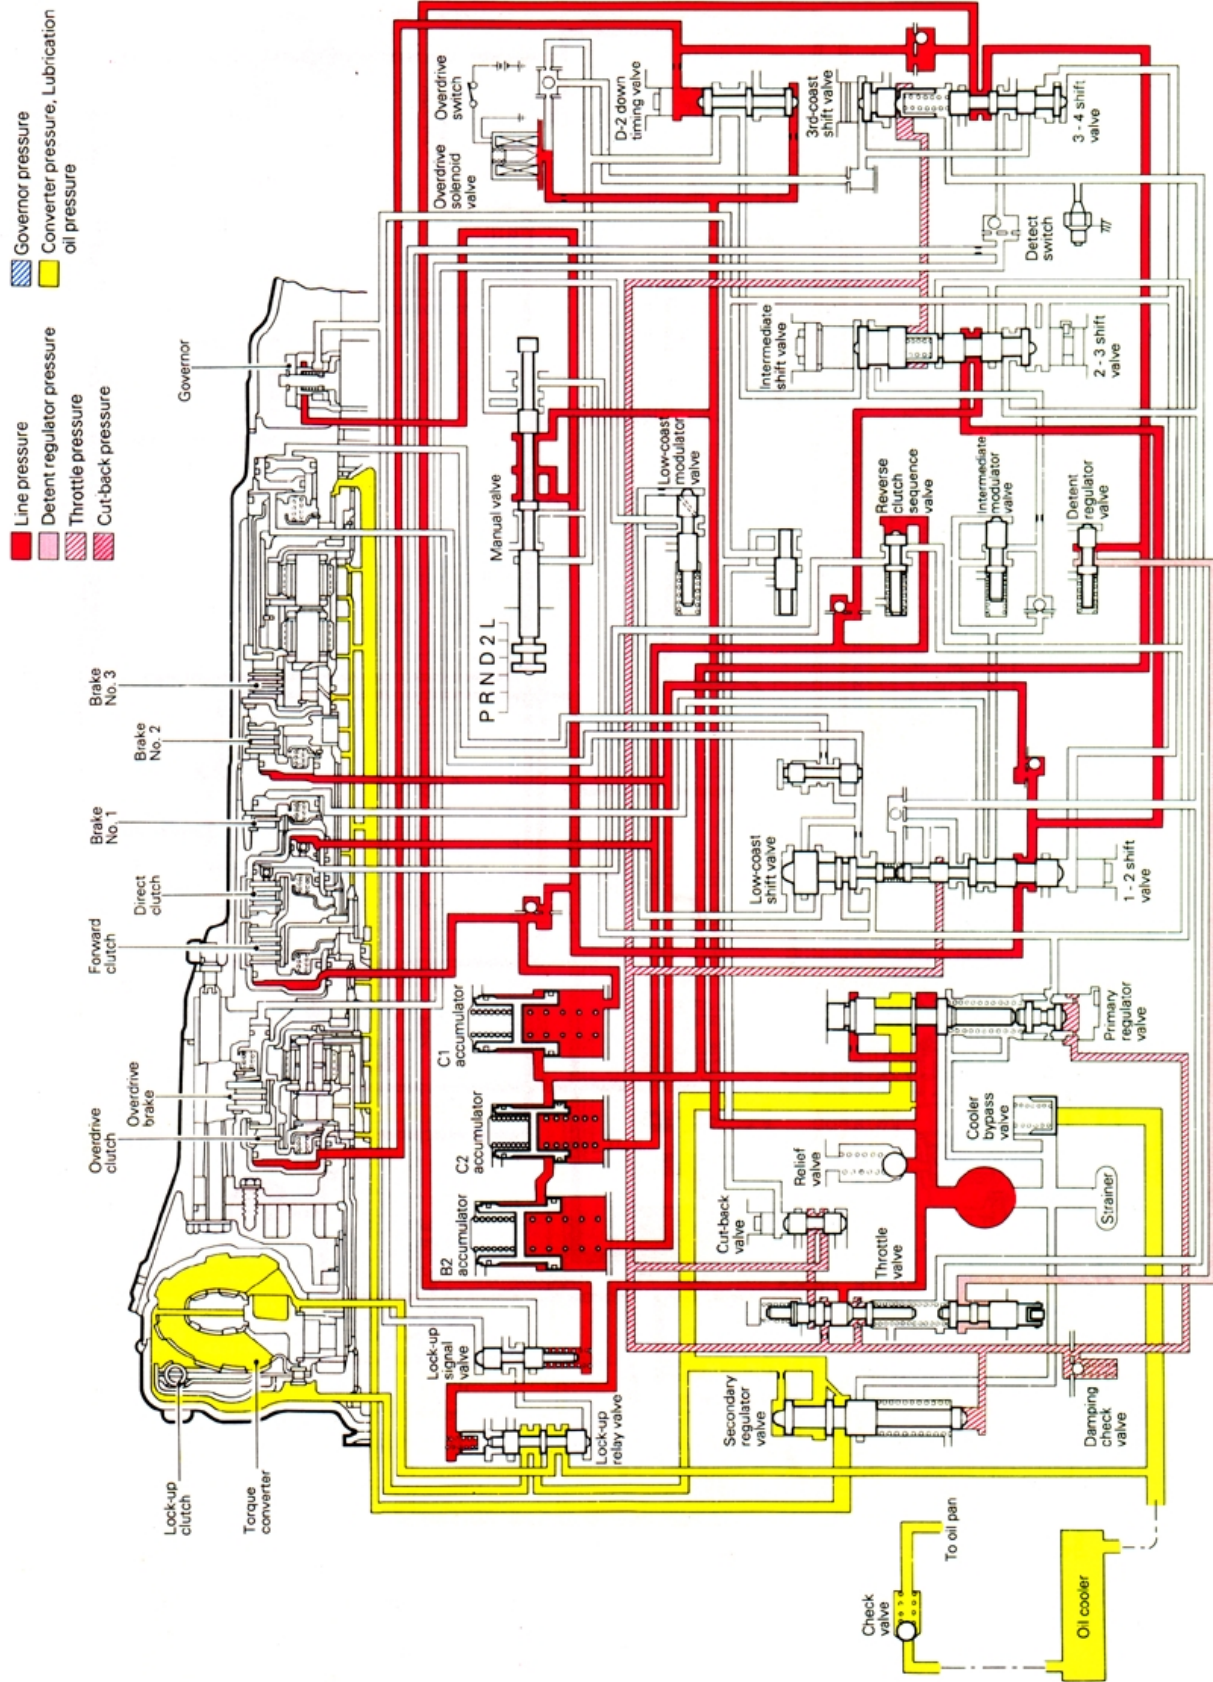 Line pressure
Detent regulator pressure
Throttle pressure
Cut-back pressure
Governor pressure
Converter pressure, Lubrication
oil pressure
Lock-up
clutch
Torque
converter
Overdrive
clutch
Overdrive
brake
Forward
clutch
Direct
clutch
Brake
No. 1
Brake
No. 2
Brake
No. 3
Governor
Lock-up
relay valve
Lock-up
signal
valve
B2
accumulator
C2
accumulator
C1
accumulator
P R N D 2 L
Manual valve
Overdrive
solenoid
valve
Overdrive
switch
D-2 down
timing valve
Low-coast
modulator
valve
Secondary
regulator
valve
Cut-back
valve
Relief
valve
Throttle
valve
Low-coast
shift valve
Intermediate
shift valve
3rd-coast
shift valve
Reverse
clutch
sequence
valve
Intermediate
modulator
valve
Detent
regulator
valve
Detect
switch
Cooler
bypass
valve
Damping
check
valve
Strainer
Primary
regulator
valve
1 - 2 shift
valve
2 - 3 shift
valve
3 - 4 shift
valve
Check
valve
To oil pan
Oil cooler